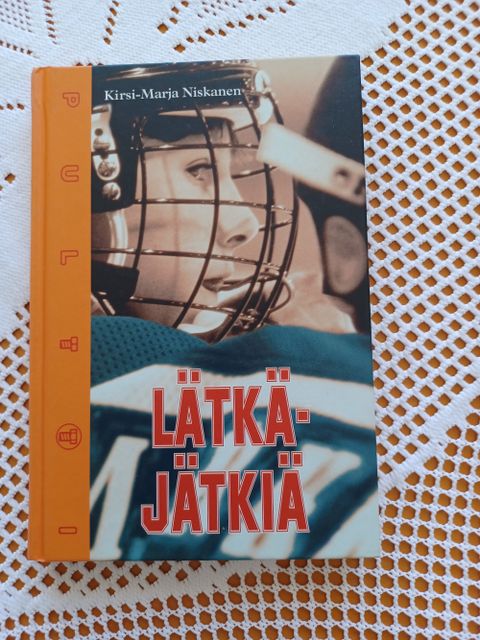 Kirsi-Marja Niskanen
PULTTI
LÄTKÄ-
JÄTKIÄ